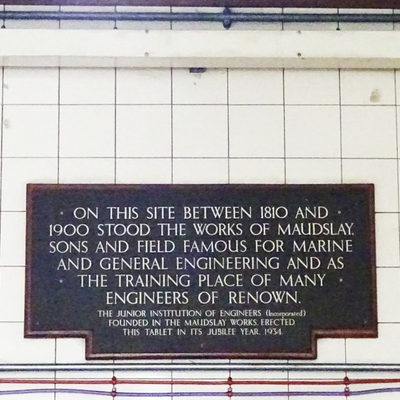 · ON THIS SITE BETWEEN 1810 AND ·
1900 STOOD THE WORKS OF MAUDSLAY,
SONS AND FIELD FAMOUS FOR MARINE
AND GENERAL ENGINEERING AND AS
· THE TRAINING PLACE OF MANY ·
ENGINEERS OF RENOWN.
THE JUNIOR INSTITUTION OF ENGINEERS (Incorporated)
FOUNDED IN THE MAUDSLAY WORKS, ERECTED
THIS TABLET IN ITS JUBILEE YEAR, 1934.